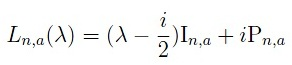 $L_{n,a}(\lambda) = (\lambda - \frac{i}{2})\mathrm{I}_{n,a} + i\mathrm{P}_{n,a}$